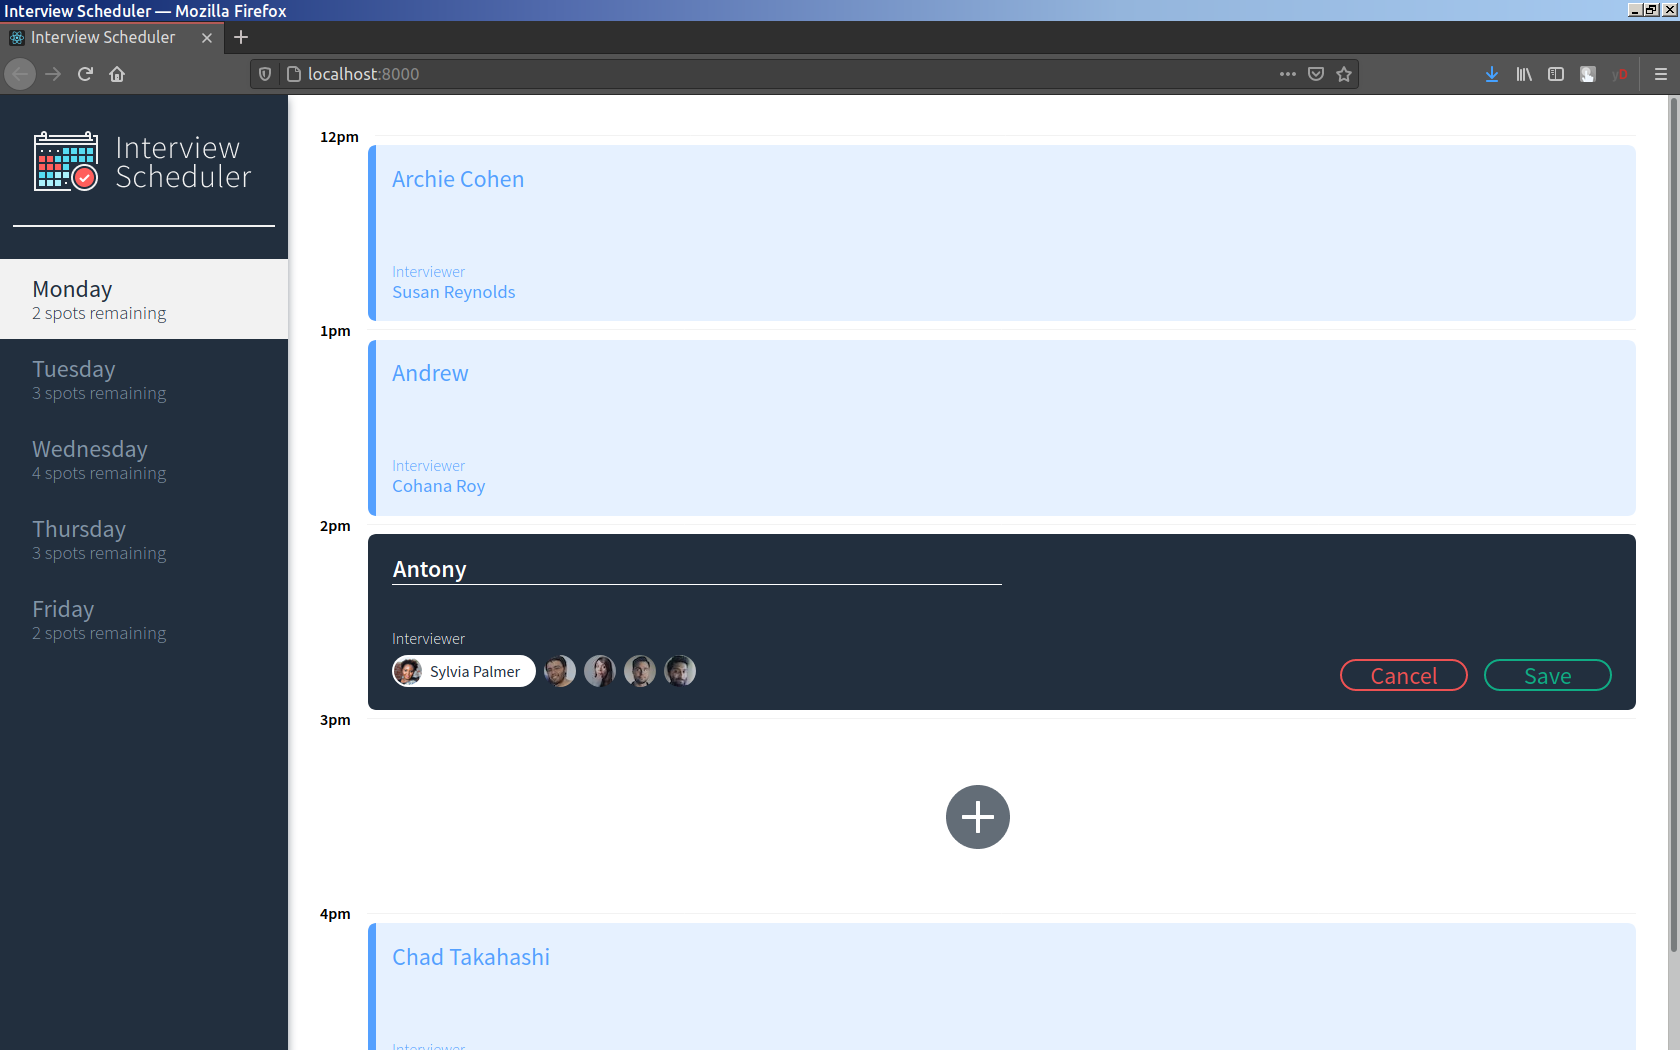 Interview Scheduler — Mozilla Firefox
Interview Scheduler
localhost:8000
yD
Interview
Scheduler
Monday
2 spots remaining
Tuesday
3 spots remaining
Wednesday
4 spots remaining
Thursday
3 spots remaining
Friday
2 spots remaining
12pm
Archie Cohen
Interviewer
Susan Reynolds
1pm
Andrew
Interviewer
Cohana Roy
2pm
Antony
Interviewer
Sylvia Palmer
Cancel
Save
3pm
4pm
Chad Takahashi
Interviewer